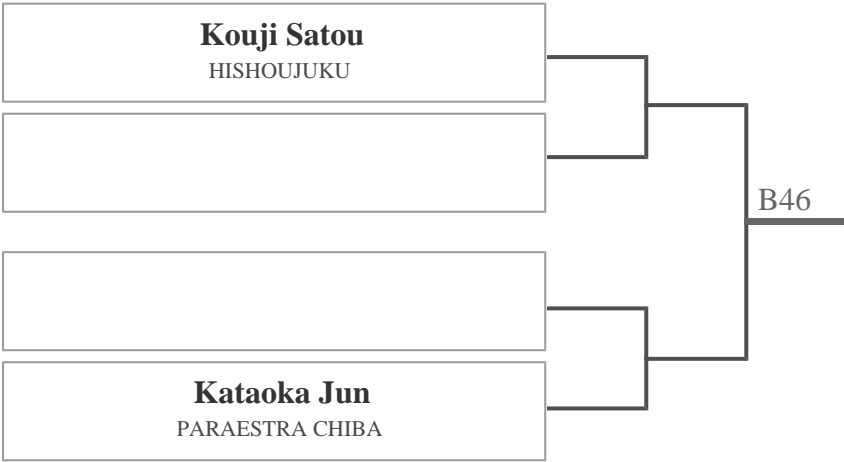 Kouji Satou
HISHOUJUKU
B46
Kataoka Jun
PARAESTRA CHIBA